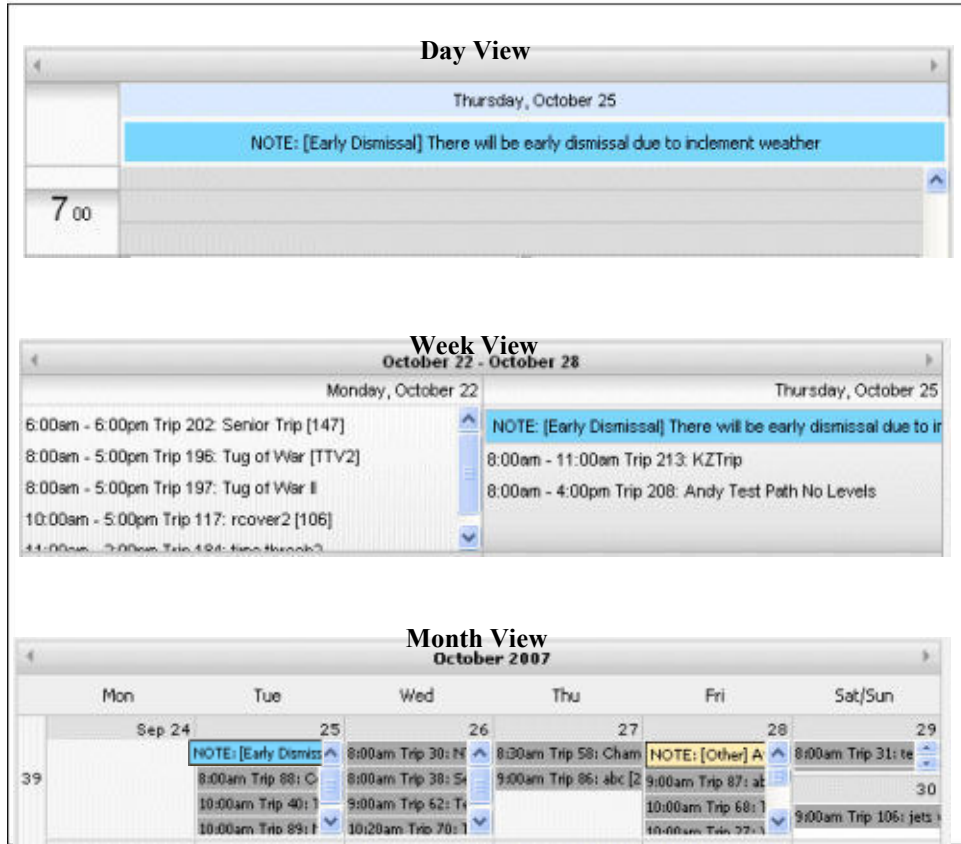 Day View
Thursday, October 25
NOTE: [Early Dismissal] There will be early dismissal due to inclement weather
7 00
Week View
October 22 - October 28
Monday, October 22
Thursday, October 25
6:00am - 6:00pm Trip 202: Senior Trip [147]
8:00am - 5:00pm Trip 196: Tug of War [TTV2]
8:00am - 5:00pm Trip 197: Tug of War II
10:00am - 5:00pm Trip 117: rcover2 [106]
Trip 184:
NOTE: [Early Dismissal] There will be early dismissal due to in
8:00am - 11:00am Trip 213: KZTrip
8:00am - 4:00pm Trip 208: Andy Test Path No Levels
Month View
October 2007
Mon Tue Wed Thu Fri Sat/Sun
39
Sep 24
25
NOTE: [Early Dismiss
8:00am Trip 88:
10:00am Trip 40:
10:00am Trip 89:
26
8:00am Trip 30:
8:00am Trip 38:
9:00am Trip 62:
10:20am Trip 70:
27
8:30am Trip 58: Cham
9:00am Trip 86: abc [2
28
NOTE: [Other]
9:00am Trip 87: ab
10:00am Trip 68:
10:00am Trip 27:
29
8:00am Trip 31: te
30
9:00am Trip 106: jets